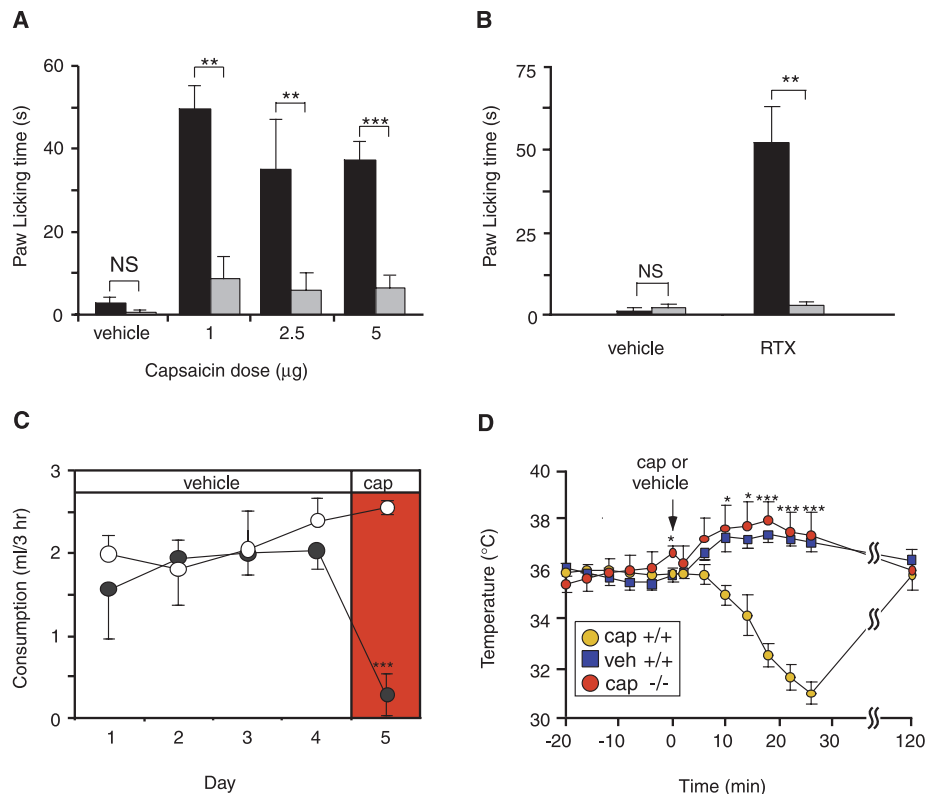 A
Paw Licking time (s)
60
40
20
0
NS
**
**
***
vehicle
1
2.5
5
Capsaicin dose (µg)
B
Paw Licking time (s)
75
50
25
0
NS
**
vehicle
RTX
C
Consumption (ml/3 hr)
3
2
1
0
vehicle
cap
***
1
2
3
4
5
Day
D
Temperature (°C)
40
38
36
34
32
30
cap or
vehicle
*
*
*
***
***
***
cap +/+
veh +/+
cap -/-
-20
-10
0
10
20
30
120
Time (min)